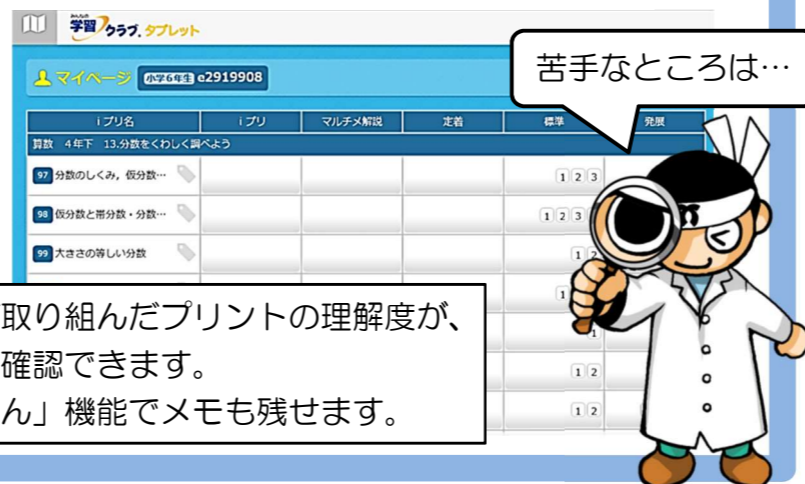 みんなの
学習クラブ.タブレット
マイページ 小学6年生 e2919908
苦手なところは…
iプリ名 iプリ マルチメ解説 定着 標準 発展
算数 4年下 13.分数をくわしく調べよう
97 分数のしくみ，仮分数… 1 2 3
98 仮分数と帯分数・分数… 1 2 3
99 大きさの等しい分数 1 2
1
取り組んだプリントの理解度が、
1
確認できます。
1 2
ん」機能でメモも残せます。
1 2